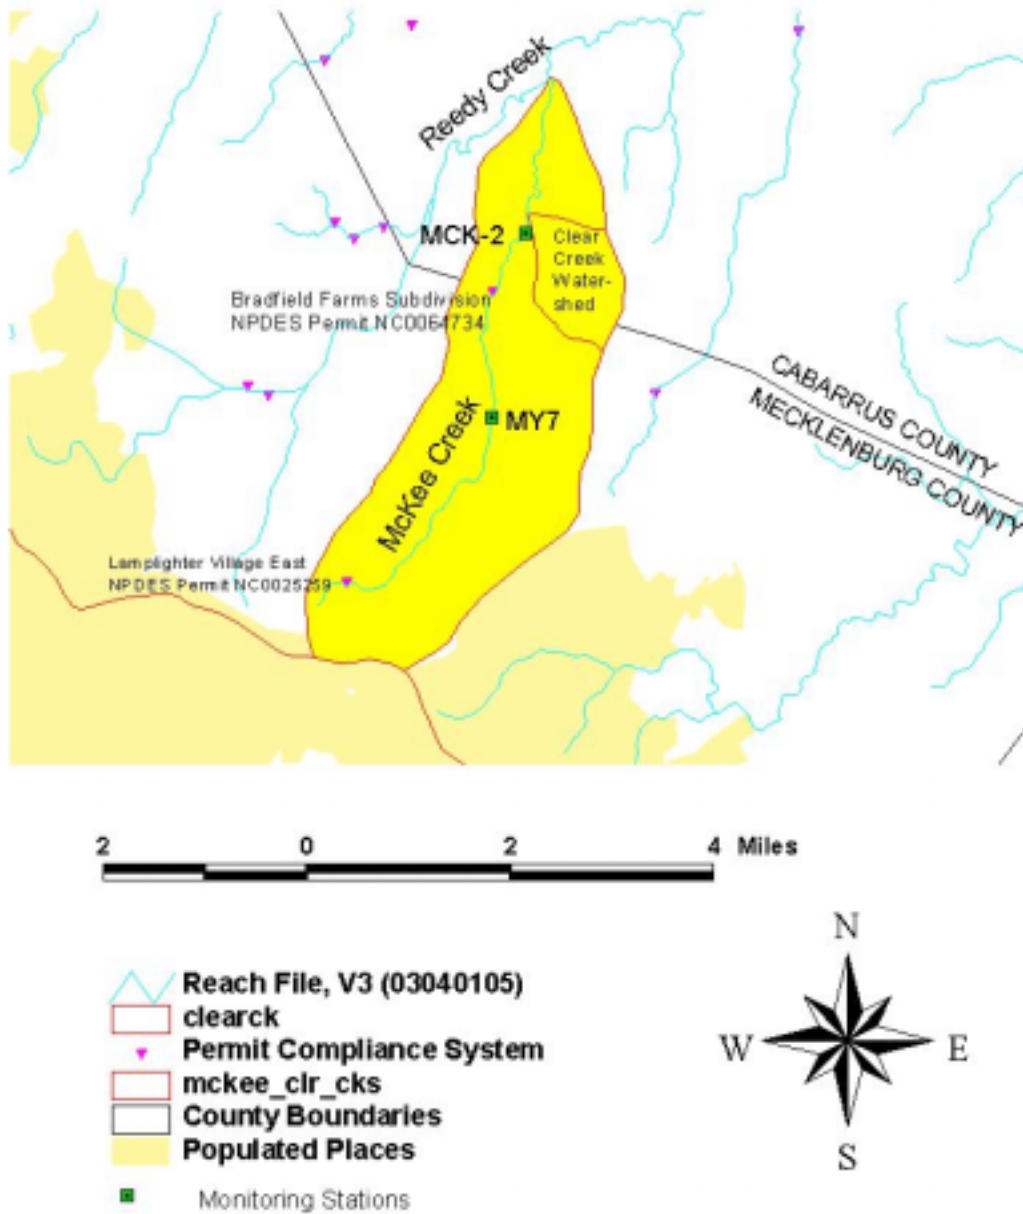 Reedy Creek
MCK-2
Clear
Creek
Water-
shed
Bradfield Farms Subdivision
NPDES Permit NC0064734
CABARRUS COUNTY
MECKLENBURG COUNTY
MY7
McKee Creek
Lamplighter Village East
NPDES Permit NC0025259
2 0 2 4 Miles
N
W E
S
Reach File, V3 (03040105)
clearck
Permit Compliance System
mckee_clr_cks
County Boundaries
Populated Places
Monitoring Stations